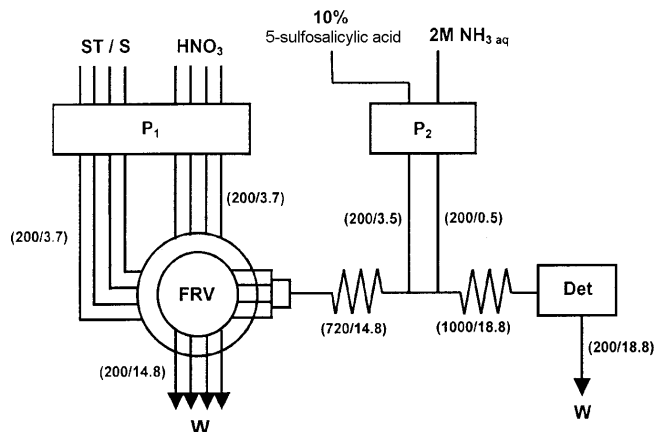 10%
5-sulfosalicylic acid
2M NH₃ aq
ST / S
HNO₃
P₁
P₂
(200/3.7)
(200/3.7)
(200/3.5)
(200/0.5)
FRV
Det
(720/14.8)
(1000/18.8)
(200/14.8)
(200/18.8)
W
W